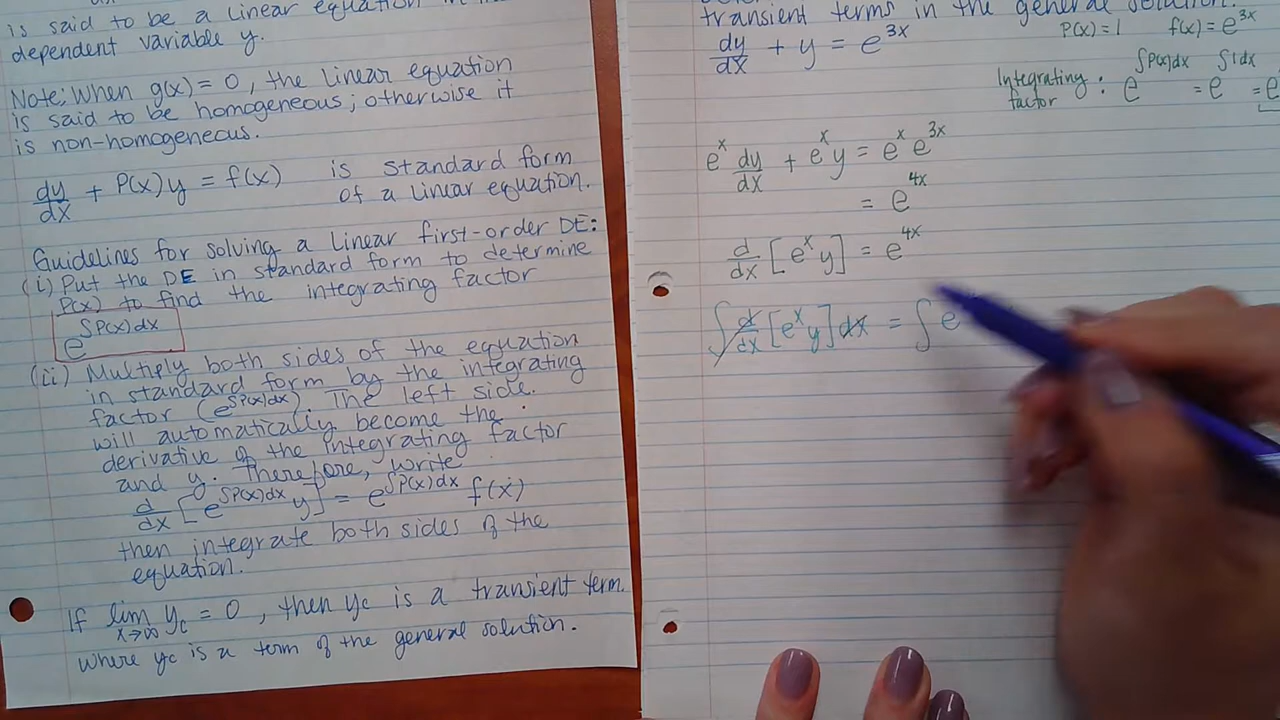 is said to be a linear equation in the
dependent variable y.
Note: When g(x) = 0, the linear equation
is said to be homogeneous; otherwise it
is non-homogeneous.
dy/dx + P(x)y = f(x) is standard form
of a linear equation.
Guidelines for solving a linear first-order DE:
(i) Put the DE in standard form to determine
P(x) to find the integrating factor
e^∫P(x)dx
(ii) Multiply both sides of the equation
in standard form by the integrating
factor (e^∫P(x)dx). The left side
will automatically become the
derivative of the integrating factor
and y. Therefore, write
d/dx [e^∫P(x)dx y] = e^∫P(x)dx f(x)
then integrate both sides of the
equation.
If lim x→∞ yc = 0, then yc is a transient term.
where yc is a term of the general solution.
transient terms in the general solution.
dy/dx + y = e^3x
P(x) = 1 f(x) = e^3x
Integrating factor : e^∫P(x)dx = e^∫1dx = e
e^x dy/dx + e^x y = e^x e^3x
= e^4x
d/dx [e^x y] = e^4x
∫ d/dx [e^x y] dx = ∫ e